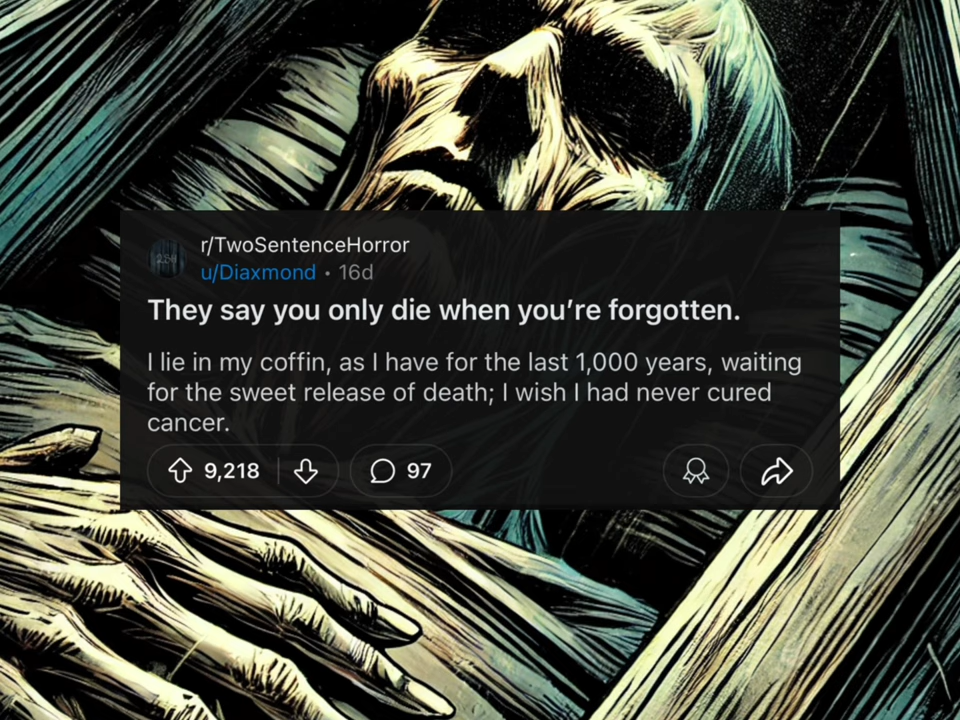 r/TwoSentenceHorror
u/Diaxmond • 16d
They say you only die when you’re forgotten.
I lie in my coffin, as I have for the last 1,000 years, waiting
for the sweet release of death; I wish I had never cured
cancer.
9,218 97